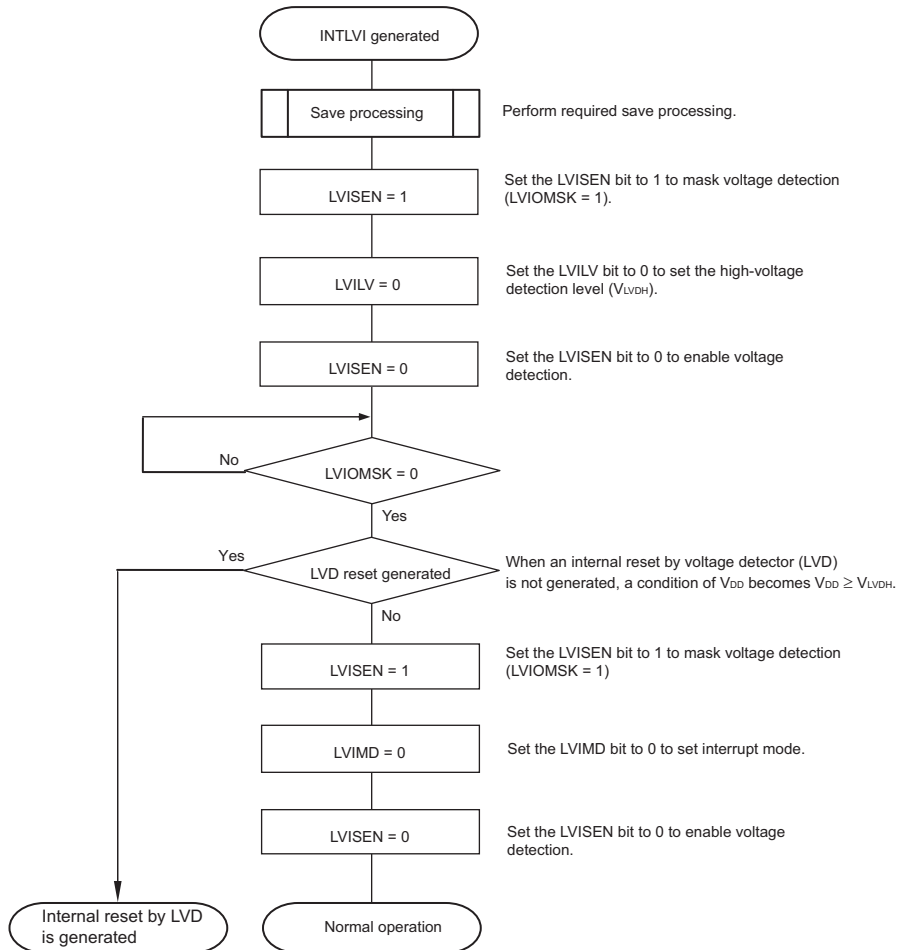 INTLVI generated
Save processing
Perform required save processing.
LVISEN = 1
Set the LVISEN bit to 1 to mask voltage detection
(LVIOMSK = 1).
LVILV = 0
Set the LVILV bit to 0 to set the high-voltage
detection level (VLVDH).
LVISEN = 0
Set the LVISEN bit to 0 to enable voltage
detection.
No
LVIOMSK = 0
Yes
Yes
LVD reset generated
When an internal reset by voltage detector (LVD)
is not generated, a condition of VDD becomes VDD ≥ VLVDH.
No
LVISEN = 1
Set the LVISEN bit to 1 to mask voltage detection
(LVIOMSK = 1)
LVIMD = 0
Set the LVIMD bit to 0 to set interrupt mode.
LVISEN = 0
Set the LVISEN bit to 0 to enable voltage
detection.
Internal reset by LVD
is generated
Normal operation